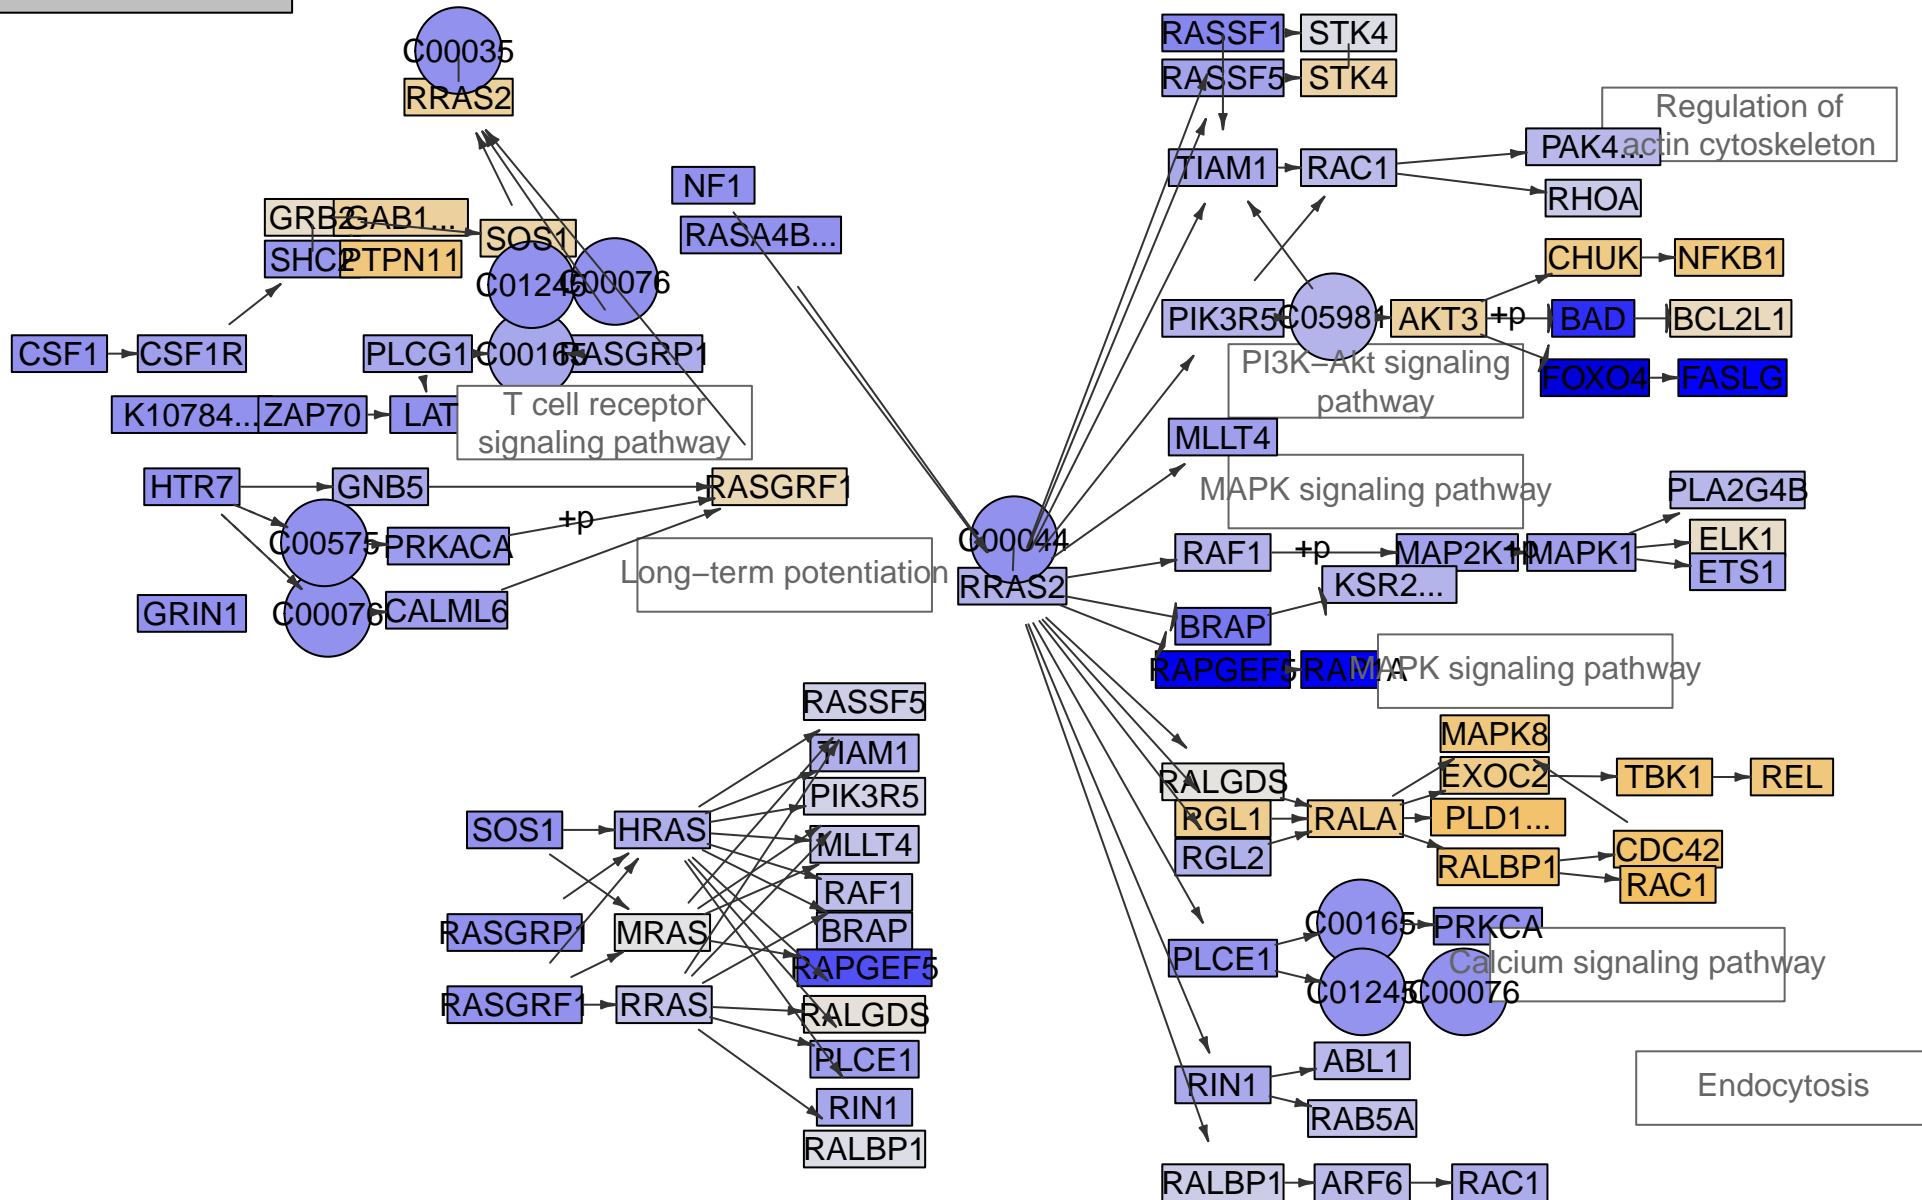 C00035
RRAS2
NF1
RASA4B...
GRB2
GAB1...
SOS1
SHC2
PTPN11
C01245
C00076
CSF1
CSF1R
PLCG1
C00165
RASGRP1
K10784...
ZAP70
LAT
T cell receptor
signaling pathway
HTR7
GNB5
RASGRF1
C00575
PRKACA
+p
Long−term potentiation
GRIN1
C00076
CALML6
C00044
RRAS2
RASSF1
STK4
RASSF5
STK4
Regulation of
actin cytoskeleton
TIAM1
RAC1
PAK4...
RHOA
CHUK
NFKB1
PIK3R5
C05981
AKT3
+p
BAD
BCL2L1
PI3K−Akt signaling
pathway
FOXO4
FASLG
MLLT4
MAPK signaling pathway
PLA2G4B
RAF1
+p
MAP2K1
+p
MAPK1
ELK1
ETS1
KSR2...
BRAP
RAPGEF5
RAP1A
MAPK signaling pathway
MAPK8
RALGDS
EXOC2
TBK1
REL
RGL1
RALA
PLD1...
RGL2
RALBP1
CDC42
RAC1
C00165
PRKCA
PLCE1
Calcium signaling pathway
C01245
C00076
RIN1
ABL1
RAB5A
Endocytosis
RALBP1
ARF6
RAC1
RASSF5
TIAM1
PIK3R5
SOS1
HRAS
MLLT4
RAF1
RASGRP1
MRAS
BRAP
RAPGEF5
RASGRF1
RRAS
RALGDS
PLCE1
RIN1
RALBP1